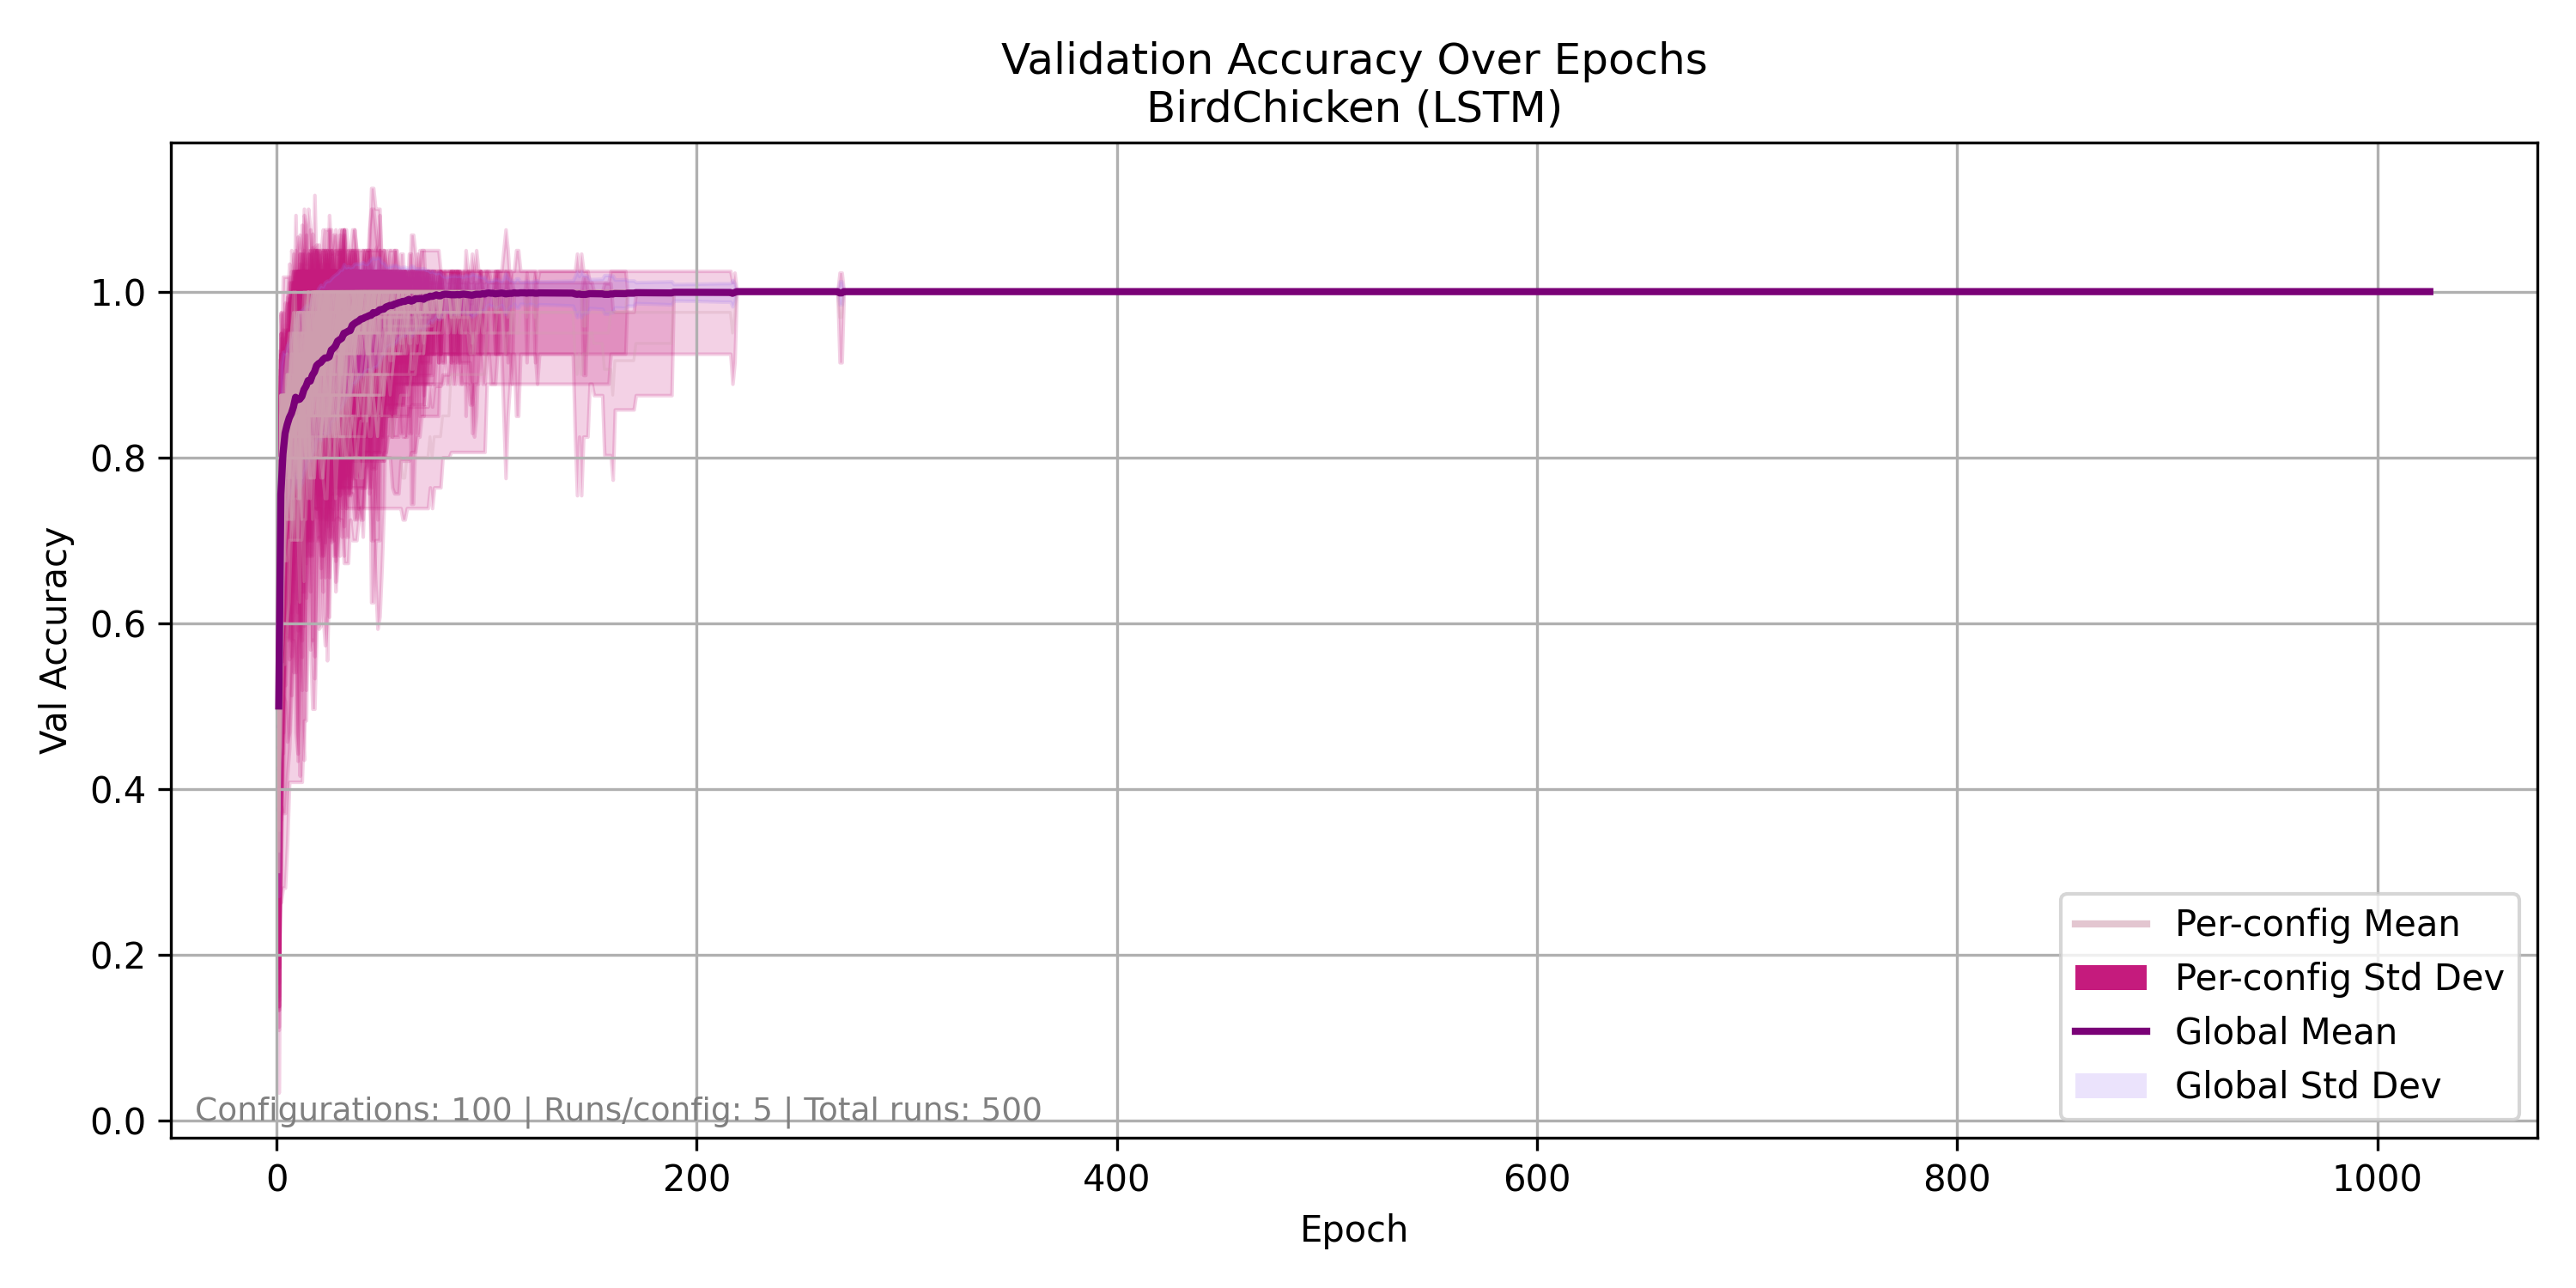 Validation Accuracy Over Epochs
BirdChicken (LSTM)
Val Accuracy
1.0
0.8
0.6
0.4
0.2
0.0
Configurations: 100 | Runs/config: 5 | Total runs: 500
Per-config Mean
Per-config Std Dev
Global Mean
Global Std Dev
0 200 400 600 800 1000
Epoch